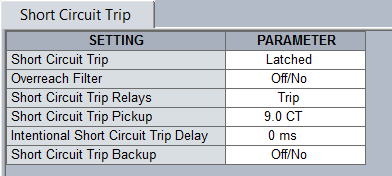 Short Circuit Trip
SETTING PARAMETER
Short Circuit Trip Latched
Overreach Filter Off/No
Short Circuit Trip Relays Trip
Short Circuit Trip Pickup 9.0 CT
Intentional Short Circuit Trip Delay 0 ms
Short Circuit Trip Backup Off/No